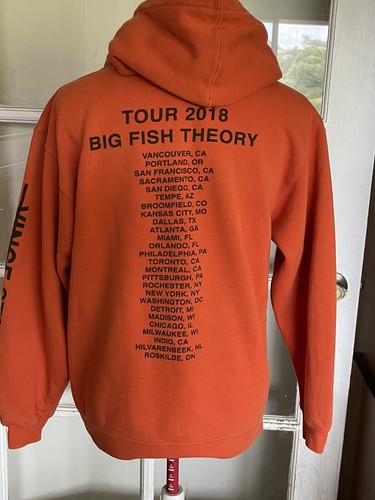 TOUR 2018
BIG FISH THEORY
VANCOUVER, CA
PORTLAND, OR
SAN FRANCISCO, CA
SACRAMENTO, CA
SAN DIEGO, CA
TEMPE, AZ
BROOMFIELD, CO
KANSAS CITY, MO
DALLAS, TX
ATLANTA, GA
MIAMI, FL
ORLANDO, FL
PHILADELPHIA, PA
TORONTO, CA
MONTREAL, CA
PITTSBURGH, PA
ROCHESTER, NY
NEW YORK, NY
WASHINGTON, DC
DETROIT, MI
MADISON, WI
CHICAGO, IL
MILWAUKEE, WI
INDIO, CA
HILVARENBEEK, NL
ROSKILDE, DN
VINCE